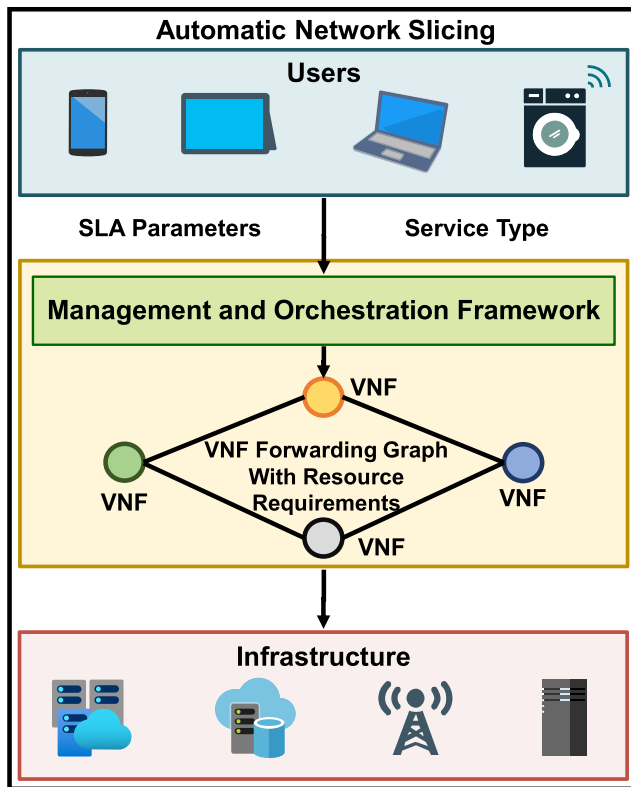 Automatic Network Slicing
Users
SLA Parameters
Service Type
Management and Orchestration Framework
VNF
VNF Forwarding Graph
With Resource
Requirements
VNF
VNF
VNF
Infrastructure